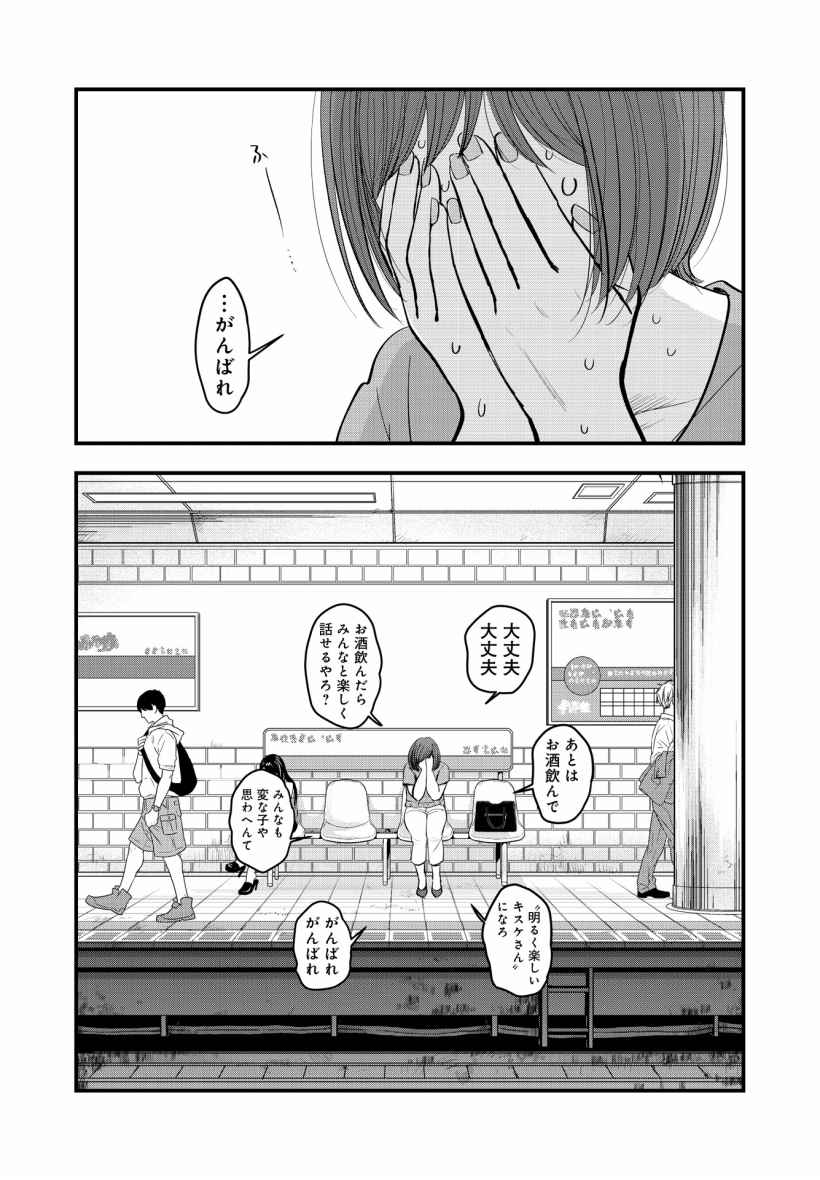 ふ
…がんばれ
大丈夫
大丈夫
お酒飲んだら
みんなと楽しく
話せるやろ?
あとは
お酒飲んで
みんなも
変な子や
思わへんて
〝明るく楽しい
キスケさん〟
になろ
がんばれ
がんばれ